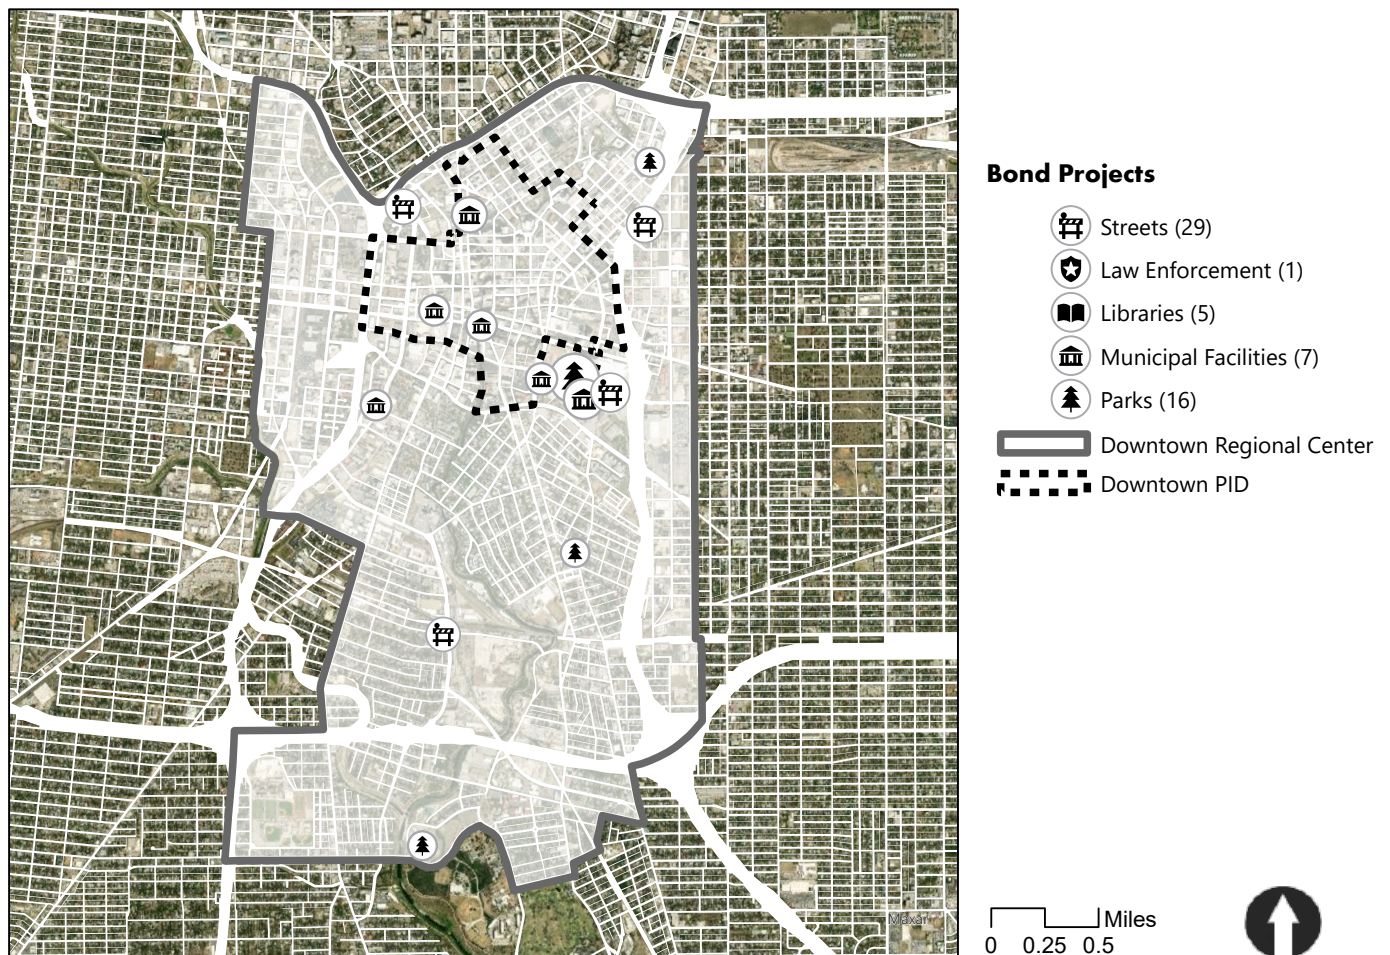 Bond Projects
Streets (29)
Law Enforcement (1)
Libraries (5)
Municipal Facilities (7)
Parks (16)
Downtown Regional Center
Downtown PID
Maxar
Miles
0 0.25 0.5